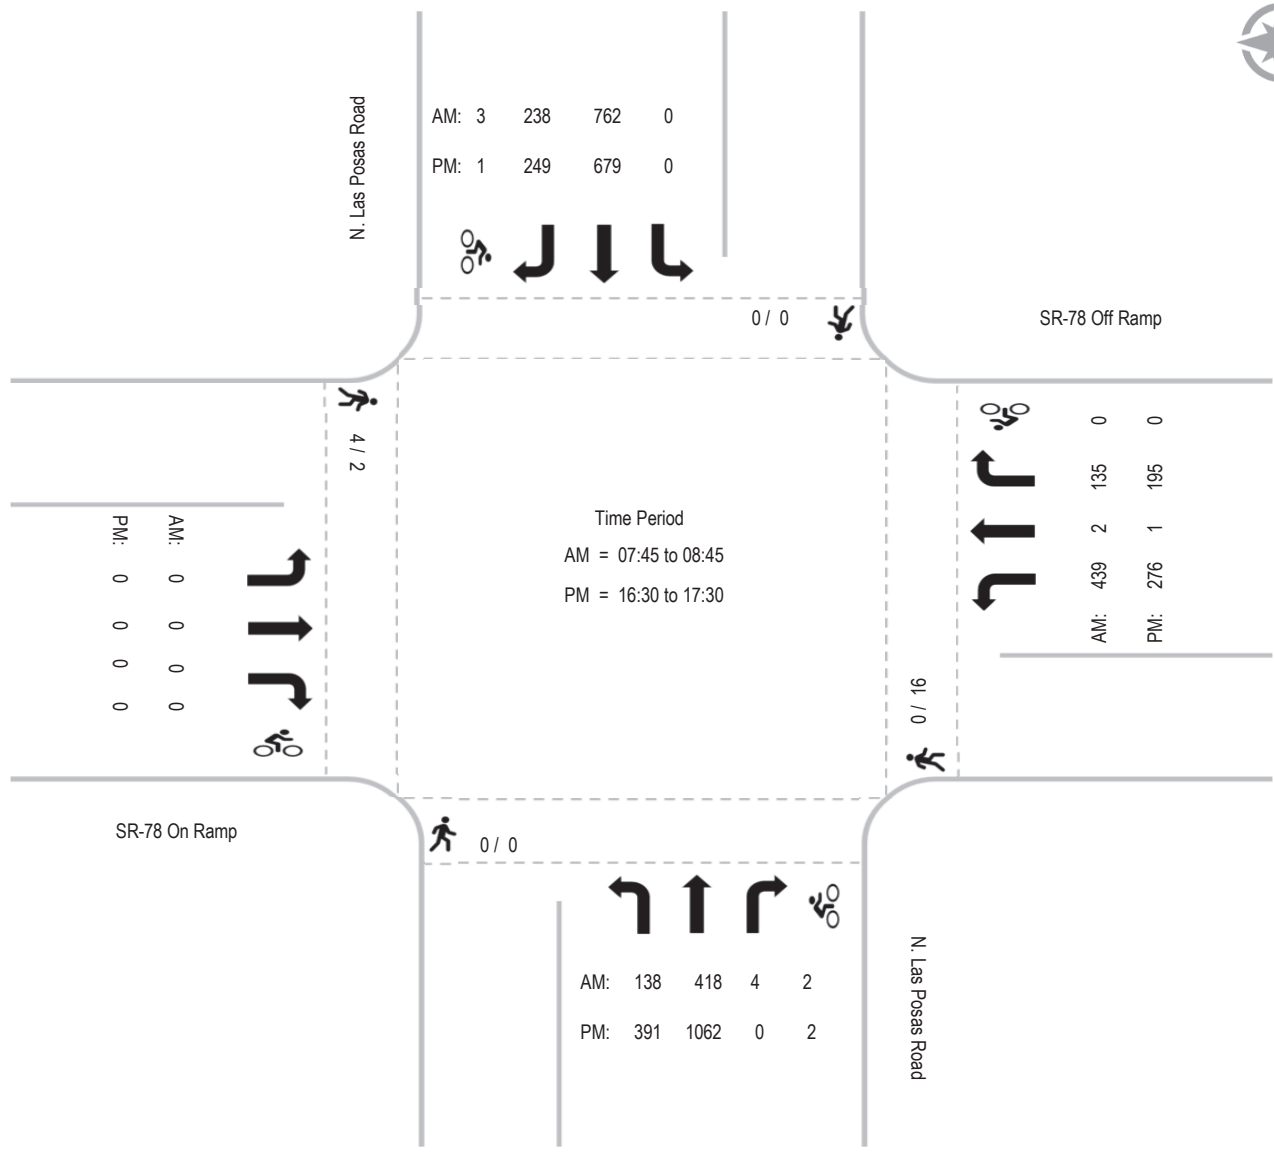 N. Las Posas Road
AM: 3 238 762 0
PM: 1 249 679 0
0 / 0
SR-78 Off Ramp
4 / 2
0 135 2 439 AM:
0 195 1 276 PM:
Time Period
AM = 07:45 to 08:45
PM = 16:30 to 17:30
AM: 0 0 0 0
PM: 0 0 0 0
0 / 16
SR-78 On Ramp
0 / 0
AM: 138 418 4 2
PM: 391 1062 0 2
N. Las Posas Road